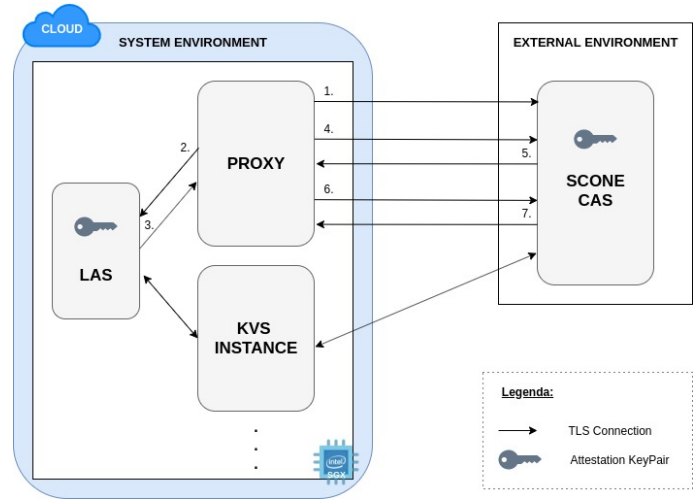 CLOUD
SYSTEM ENVIRONMENT
EXTERNAL ENVIRONMENT
1.
4.
2.
PROXY
5.
SCONE
CAS
6.
3.
7.
LAS
KVS
INSTANCE
Legenda:
TLS Connection
Attestation KeyPair
intel
SGX